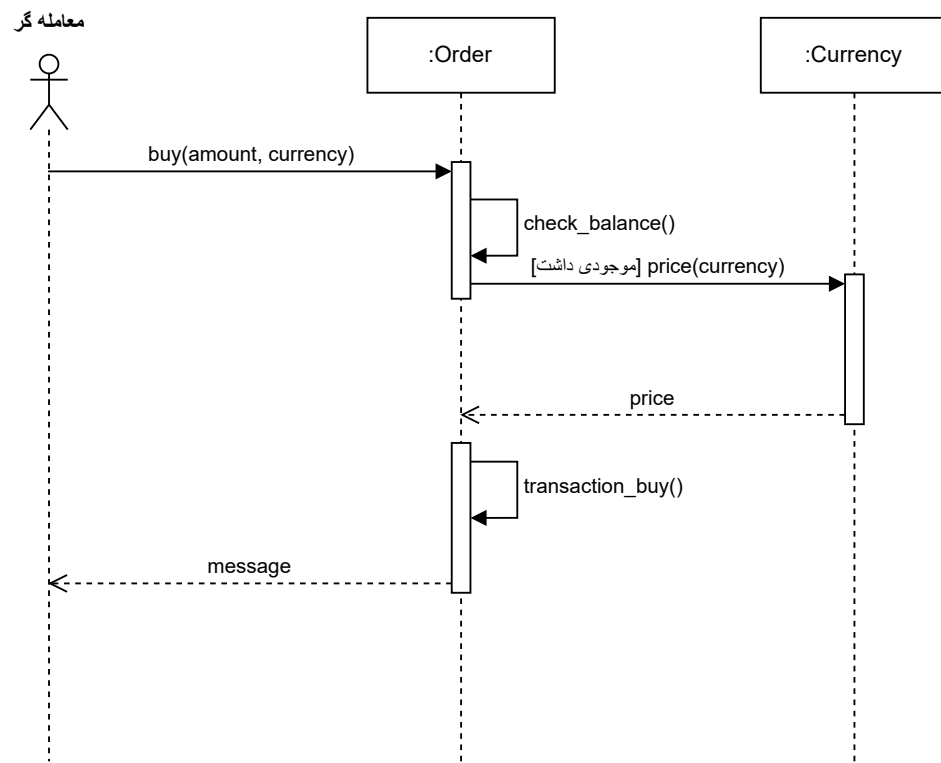 معامله گر
:Order
:Currency
buy(amount, currency)
check_balance()
[موجودی داشت] price(currency)
price
transaction_buy()
message